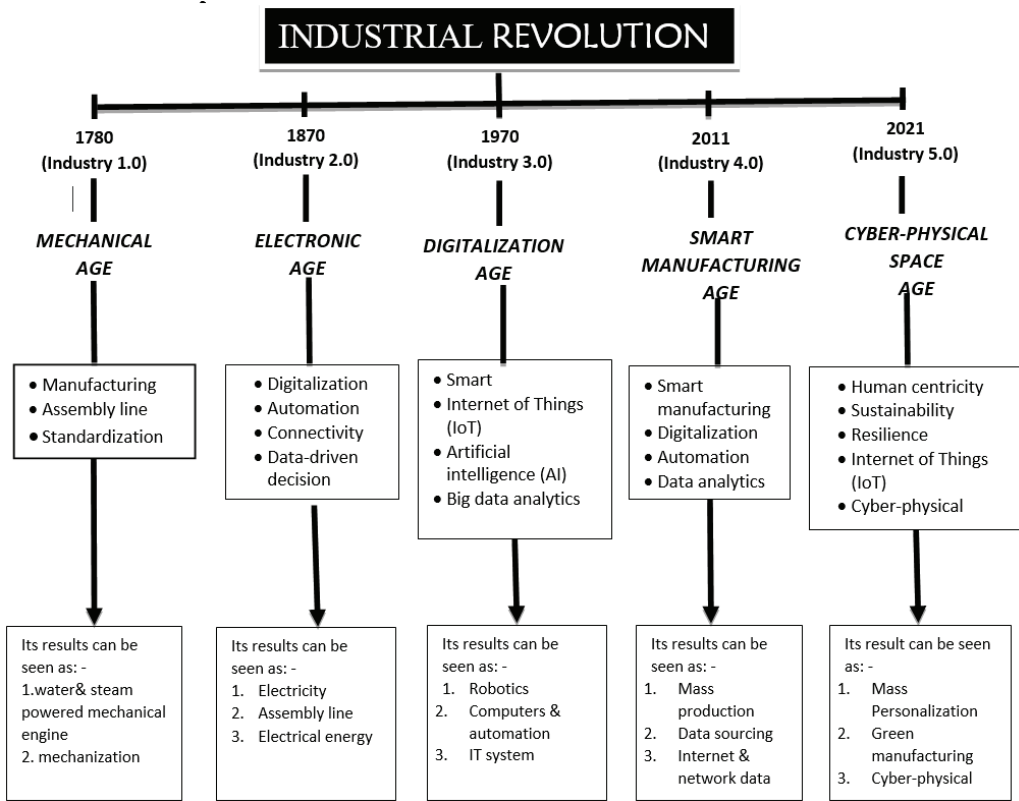 INDUSTRIAL REVOLUTION
1780
(Industry 1.0)
1870
(Industry 2.0)
1970
(Industry 3.0)
2011
(Industry 4.0)
2021
(Industry 5.0)
MECHANICAL
AGE
ELECTRONIC
AGE
DIGITALIZATION
AGE
SMART
MANUFACTURING
AGE
CYBER-PHYSICAL
SPACE
AGE
• Manufacturing
• Assembly line
• Standardization
• Digitalization
• Automation
• Connectivity
• Data-driven
decision
• Smart
• Internet of Things
(IoT)
• Artificial
intelligence (AI)
• Big data analytics
• Smart
manufacturing
• Digitalization
• Automation
• Data analytics
• Human centricity
• Sustainability
• Resilience
• Internet of Things
(IoT)
• Cyber-physical
Its results can be
seen as: -
1.water& steam
powered mechanical
engine
2. mechanization
Its results can be
seen as: -
1. Electricity
2. Assembly line
3. Electrical energy
Its results can be
seen as: -
1. Robotics
2. Computers &
automation
3. IT system
Its results can be
seen as: -
1. Mass
production
2. Data sourcing
3. Internet &
network data
Its result can be seen
as: -
1. Mass
Personalization
2. Green
manufacturing
3. Cyber-physical